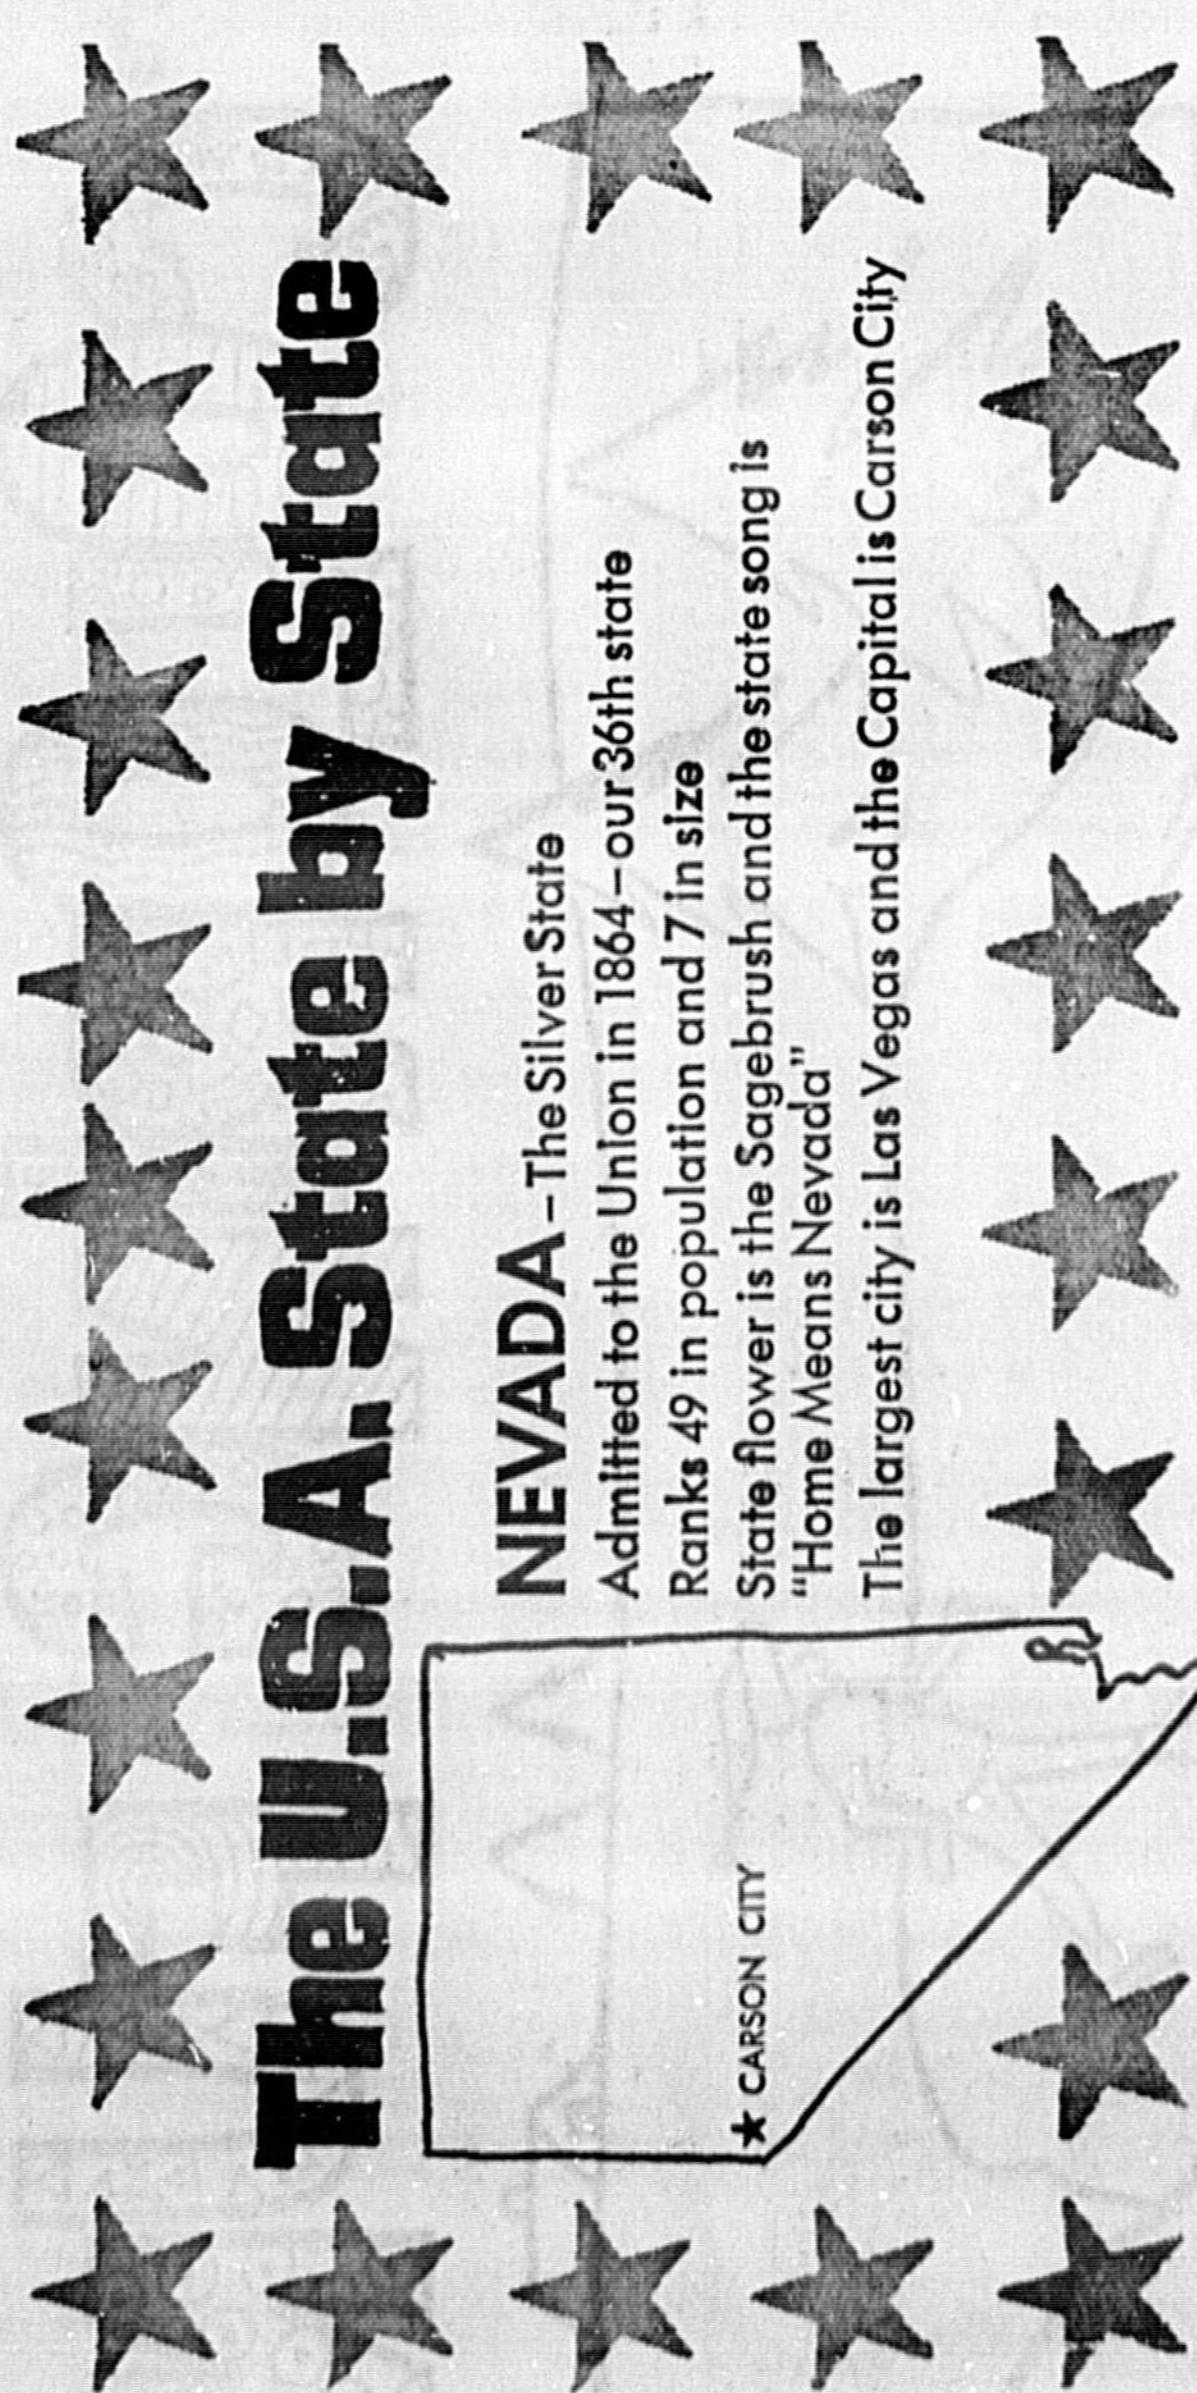 The U.S.A. State by State
NEVADA – The Silver State
Admitted to the Union in 1864 – our 36th state
Ranks 49 in population and 7 in size
State flower is the Sagebrush and the state song is
"Home Means Nevada"
The largest city is Las Vegas and the Capital is Carson City
CARSON CITY